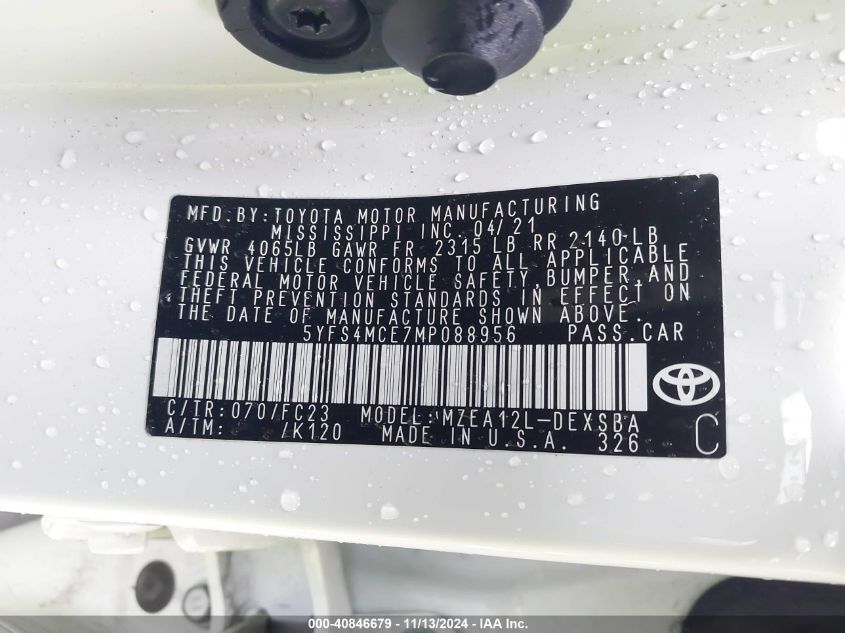 MFD.BY:TOYOTA MOTOR MANUFACTURING
MISSISSIPPI INC. 04/21
GVWR 4065LB GAWR FR 2315 LB RR 2140 LB
THIS VEHICLE CONFORMS TO ALL APPLICABLE
FEDERAL MOTOR VEHICLE SAFETY, BUMPER, AND
THEFT PREVENTION STANDARDS IN EFFECT ON
THE DATE OF MANUFACTURE SHOWN ABOVE.
5YFS4MCE7MP088956 PASS.CAR
C/TR:070/FC23 MODEL:MZEA12L-DEXSBA
A/TM: /K120 MADE IN U.S.A. 326 C
000-40846679 - 11/13/2024 - IAA Inc.